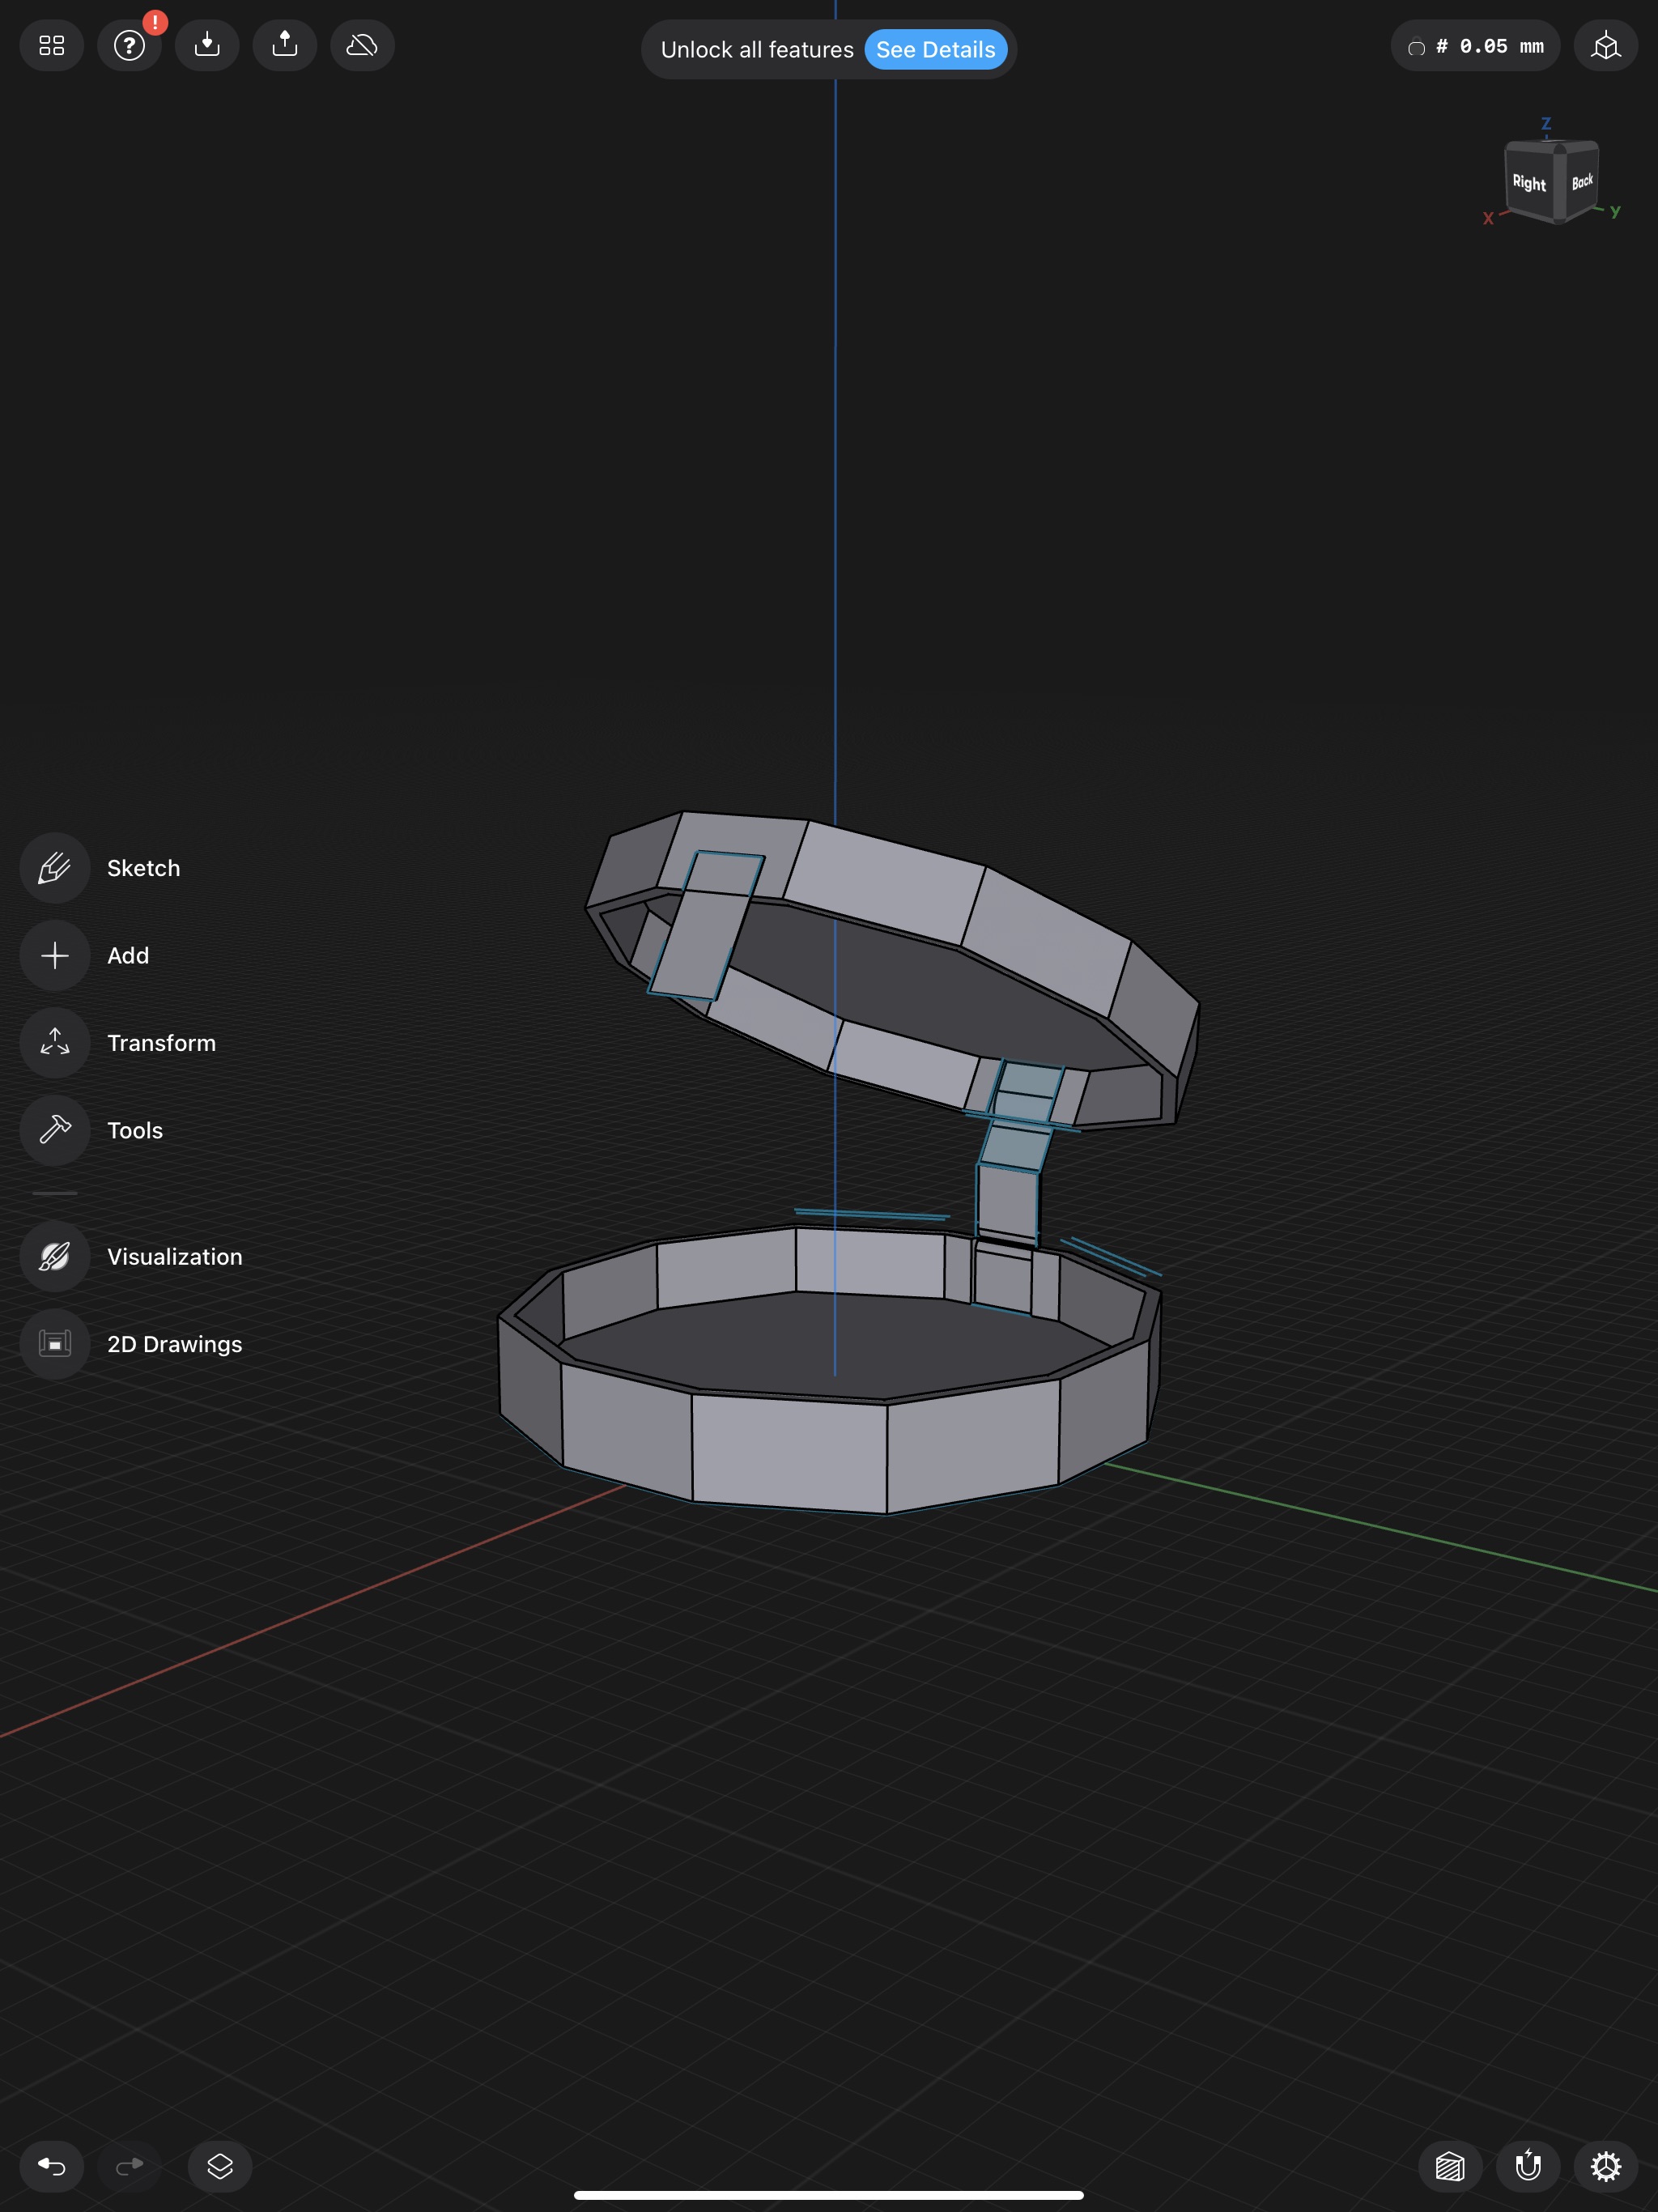 ?
!
Unlock all features See Details
# 0.05 mm
Z
Right
Back
X
Y
Sketch
Add
Transform
Tools
Visualization
2D Drawings